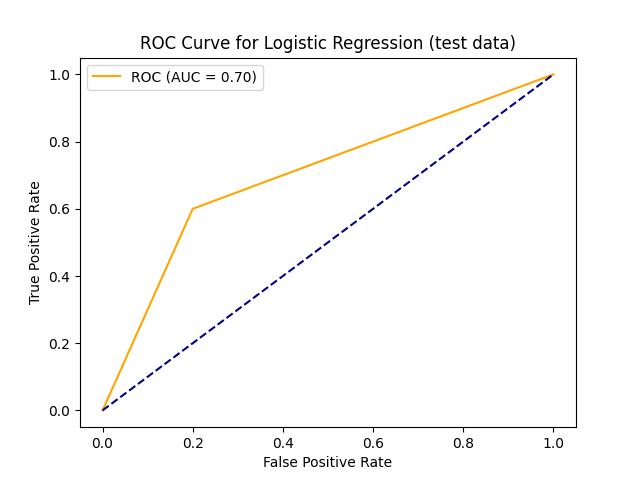 ROC Curve for Logistic Regression (test data)
ROC (AUC = 0.70)
True Positive Rate
1.0
0.8
0.6
0.4
0.2
0.0
0.0 0.2 0.4 0.6 0.8 1.0
False Positive Rate